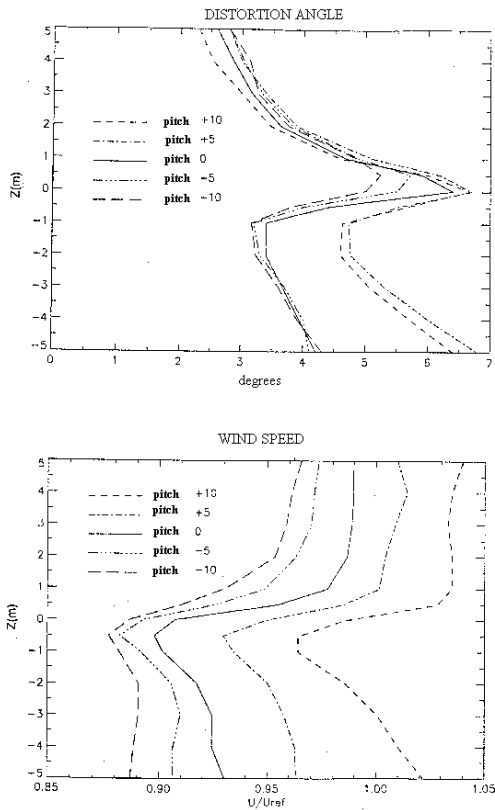 DISTORTION ANGLE
5
4
3
2
1
0
−1
−2
−3
−4
−5
Z(m)
pitch +10
pitch +5
pitch 0
pitch −5
pitch −10
0 1 2 3 4 5 6 7
degrees
WIND SPEED
5
4
3
2
1
0
−1
−2
−3
−4
−5
Z(m)
pitch +10
pitch +5
pitch 0
pitch −5
pitch −10
0.85 0.90 0.95 1.00 1.05
U/Uref